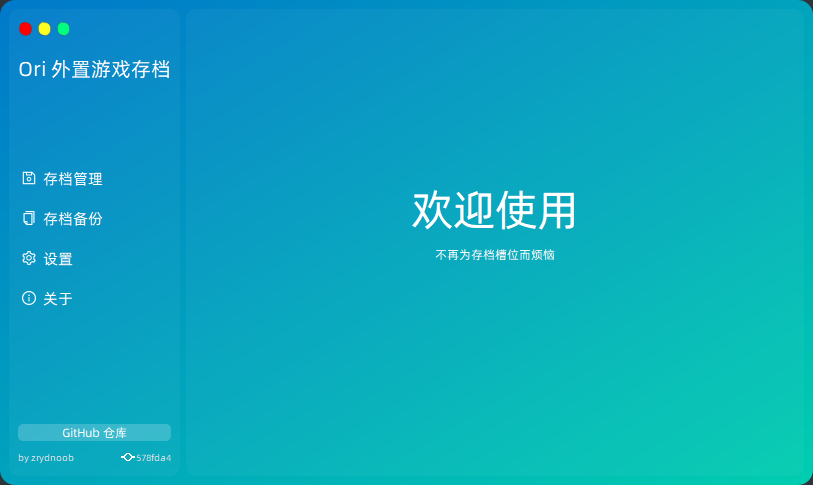 Ori 外置游戏存档
存档管理
存档备份
设置
关于
GitHub 仓库
by zrydnoob
578fda4
欢迎使用
不再为存档槽位而烦恼